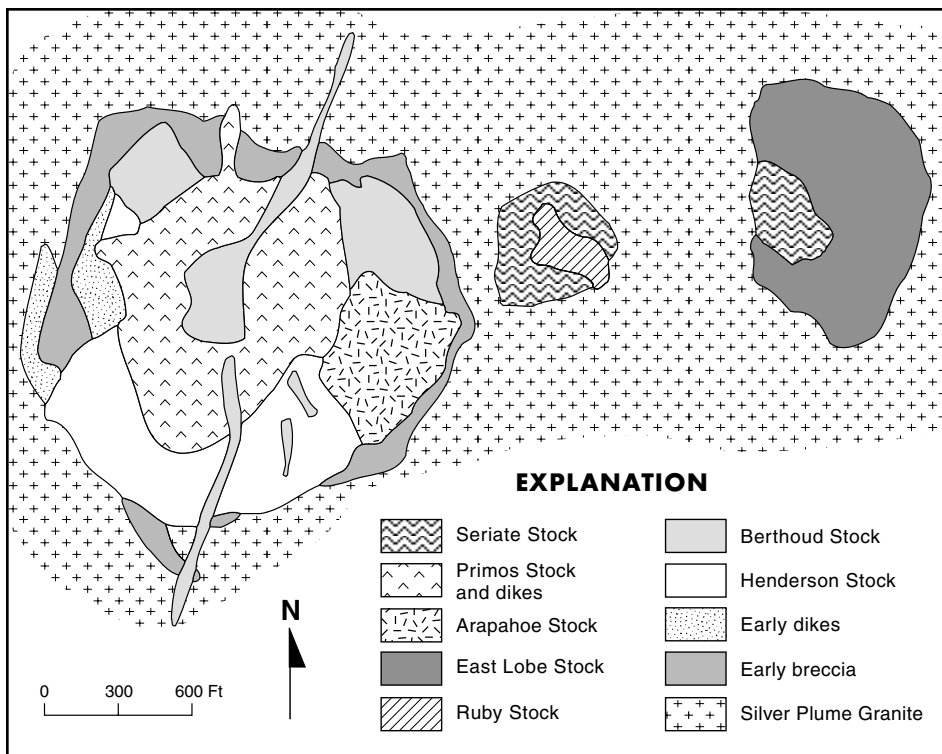 EXPLANATION
Seriate Stock
Primos Stock
and dikes
Arapahoe Stock
East Lobe Stock
Ruby Stock
Berthoud Stock
Henderson Stock
Early dikes
Early breccia
Silver Plume Granite
N
0 300 600 Ft